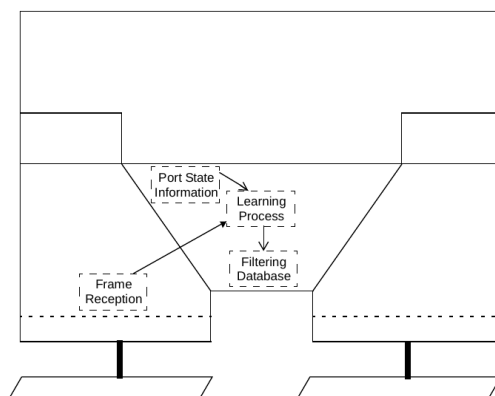 Port State
Information
Learning
Process
Filtering
Database
Frame
Reception